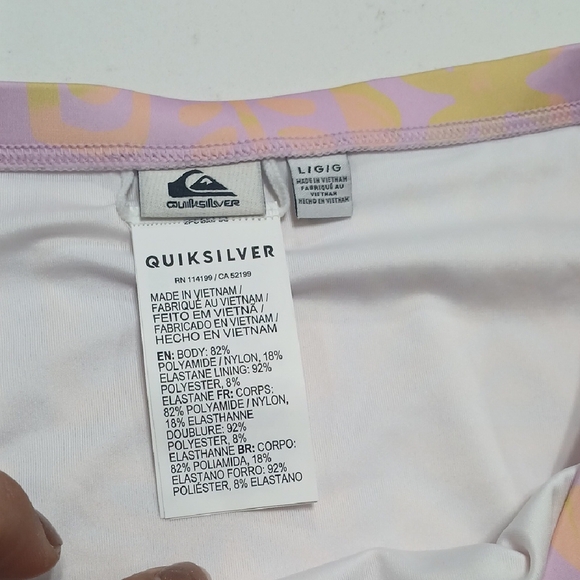 QUIKSILVER
L/G/G
MADE IN VIETNAM
FABRIQUÉ AU
VIETNAM
HECHO EN VIETNAM
QUIKSILVER
RN 114199 / CA 52199
MADE IN VIETNAM /
FABRIQUÉ AU VIETNAM /
FEITO EM VIETNÃ /
FABRICADO EN VIETNAM /
HECHO EN VIETNAM
EN: BODY: 82%
POLYAMIDE / NYLON, 18%
ELASTANE LINING: 92%
POLYESTER, 8%
ELASTANE FR: CORPS:
82% POLYAMIDE / NYLON,
18% ELASTHANNE
DOUBLURE: 92%
POLYESTER, 8%
ELASTHANNE BR: CORPO:
82% POLIAMIDA, 18%
ELASTANO FORRO: 92%
POLIÉSTER, 8% ELASTANO